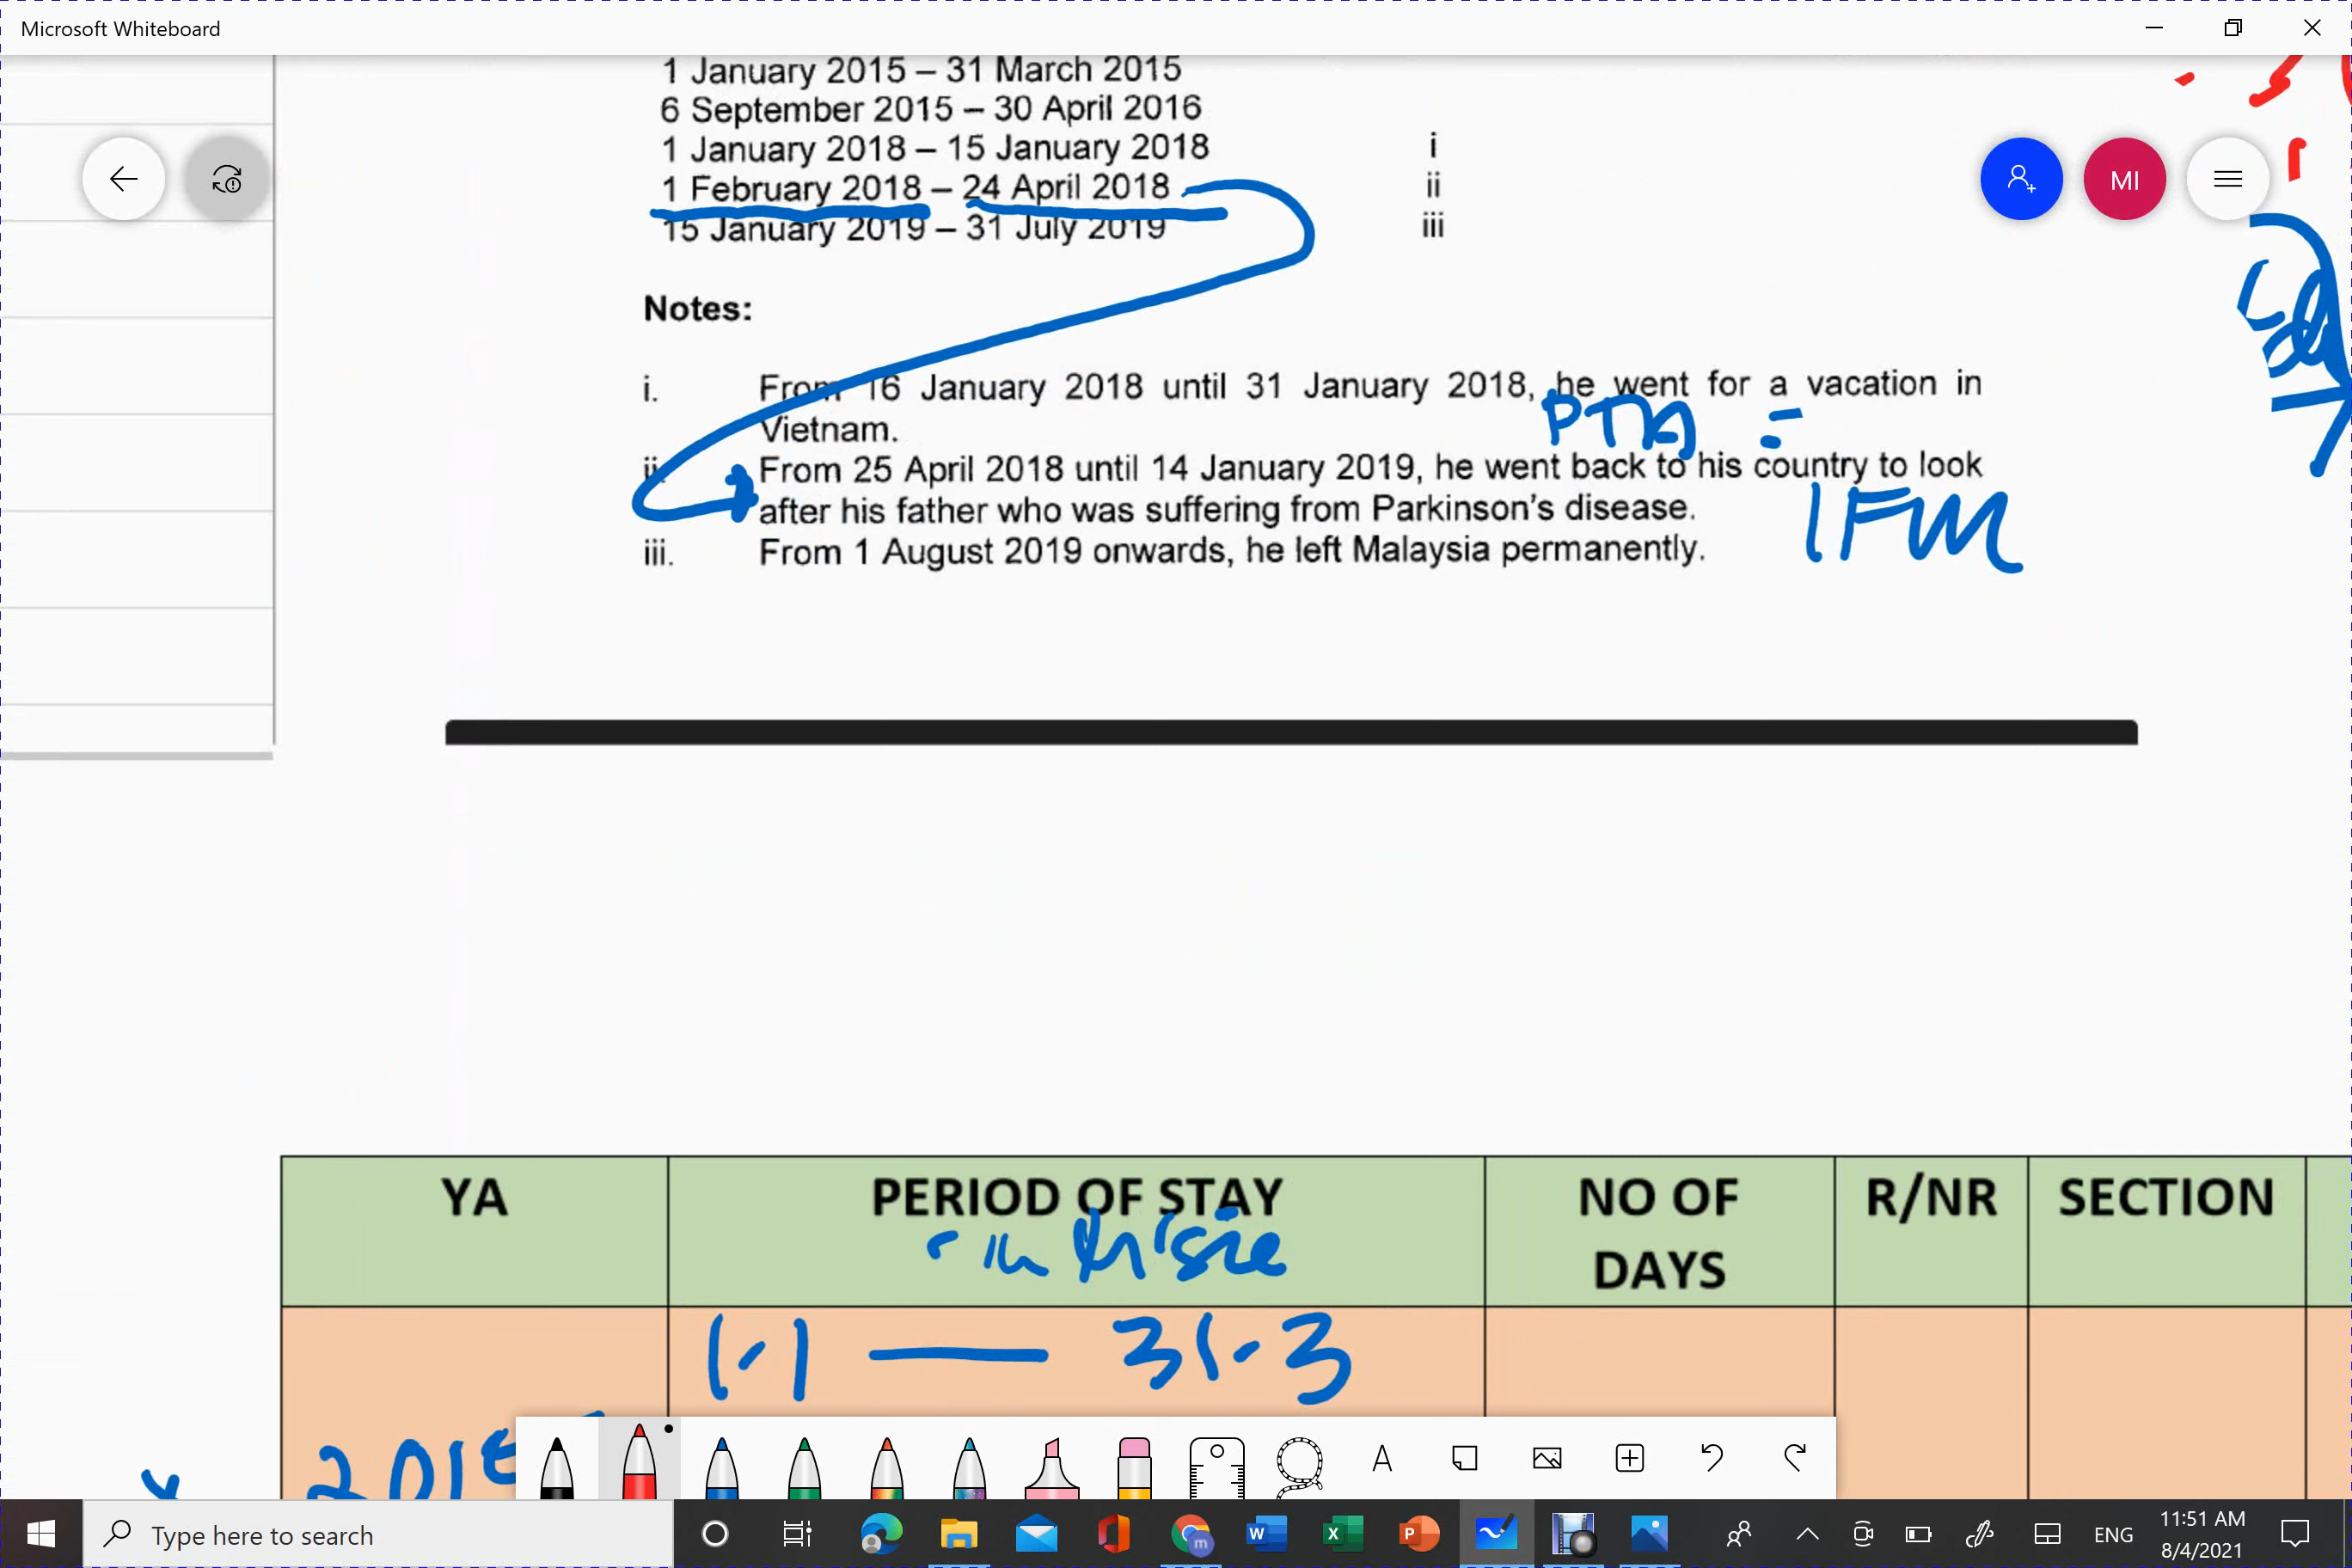 Microsoft Whiteboard
1 January 2015 – 31 March 2015
6 September 2015 – 30 April 2016
1 January 2018 – 15 January 2018 i
1 February 2018 – 24 April 2018 ii
15 January 2019 – 31 July 2019 iii
MI
Notes:
i. From 16 January 2018 until 31 January 2018, he went for a vacation in
Vietnam.
PTA =
ii. From 25 April 2018 until 14 January 2019, he went back to his country to look
after his father who was suffering from Parkinson's disease.
IFM
iii. From 1 August 2019 onwards, he left Malaysia permanently.
YA PERIOD OF STAY NO OF DAYS R/NR SECTION
in M'sia
1-1 — 31-3
201
A
Type here to search
ENG
11:51 AM
8/4/2021